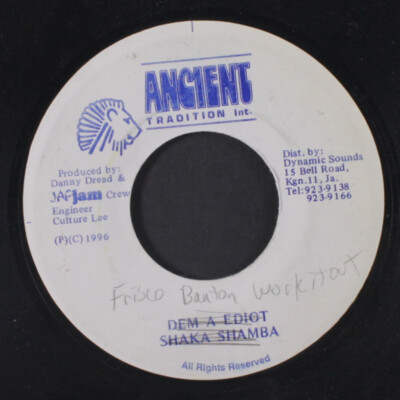 ANCIENT
TRADITION Int.
Produced by:
Danny Dread &
Jam Crew
Engineer
Culture Lee
(P)(C) 1996
Dist. by:
Dynamic Sounds
15 Bell Road,
Kgn.11, Ja.
Tel:923-9138
923-9166
Frisco Banton Work it out
DEM A EDIOT
SHAKA SHAMBA
All Rights Reserved